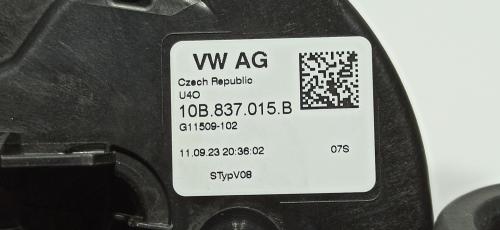 VW AG
Czech Republic
U4O
10B.837.015.B
G11509-102
11.09.23 20:36:02 07S
STypV08